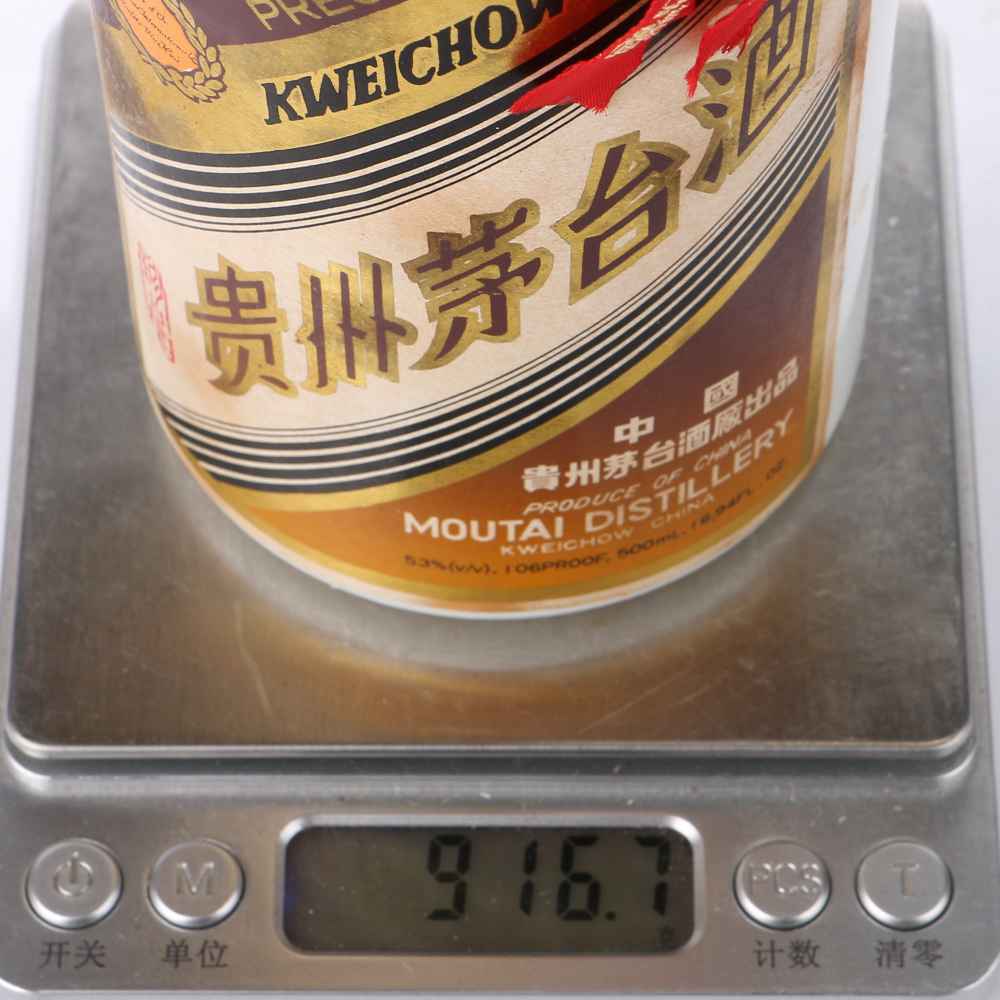 KWEICHOW
贵州茅台酒
中國
貴州茅台酒廠出品
PRODUCE OF CHINA
MOUTAI DISTILLERY
KWEICHOW CHINA
53%(v/v). 106PROOF. 500mL. (16.94FL. OZ.
916.7
M
PCS
T
开关
单位
计数
清零